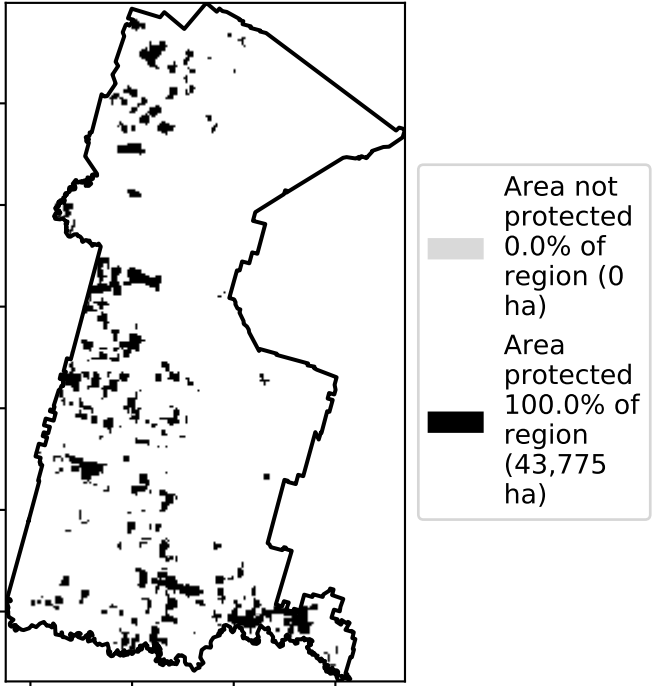 Area not
protected
0.0% of
region (0
ha)
Area
protected
100.0% of
region
(43,775
ha)